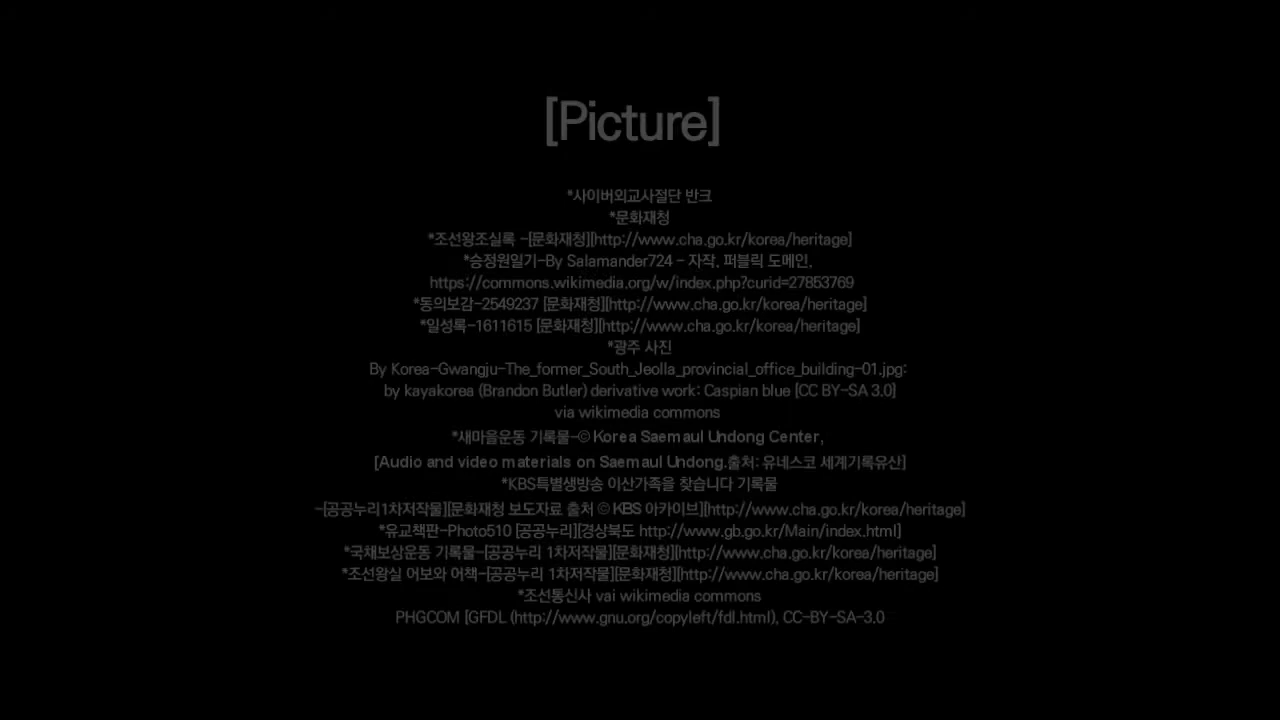 [Picture]
*사이버외교사절단 반크
*문화재청
*조선왕조실록 -[문화재청][http://www.cha.go.kr/korea/heritage]
*승정원일기-By Salamander724 - 자작, 퍼블릭 도메인,
https://commons.wikimedia.org/w/index.php?curid=27853769
*동의보감-2549237 [문화재청][http://www.cha.go.kr/korea/heritage]
*일성록-1611615 [문화재청][http://www.cha.go.kr/korea/heritage]
*광주 사진
By Korea-Gwangju-The_former_South_Jeolla_provincial_office_building-01.jpg:
by kayakorea (Brandon Butler) derivative work: Caspian blue [CC BY-SA 3.0]
via wikimedia commons
*새마을운동 기록물-© Korea Saemaul Undong Center,
[Audio and video materials on Saemaul Undong.출처: 유네스코 세계기록유산]
*KBS특별생방송 이산가족을 찾습니다 기록물
-[공공누리1차저작물][문화재청 보도자료 출처 © KBS 아카이브][http://www.cha.go.kr/korea/heritage]
*유교책판-Photo510 [공공누리][경상북도 http://www.gb.go.kr/Main/index.html]
*국채보상운동 기록물-[공공누리 1차저작물][문화재청][http://www.cha.go.kr/korea/heritage]
*조선왕실 어보와 어책-[공공누리 1차저작물][문화재청][http://www.cha.go.kr/korea/heritage]
*조선통신사 vai wikimedia commons
PHGCOM [GFDL (http://www.gnu.org/copyleft/fdl.html), CC-BY-SA-3.0